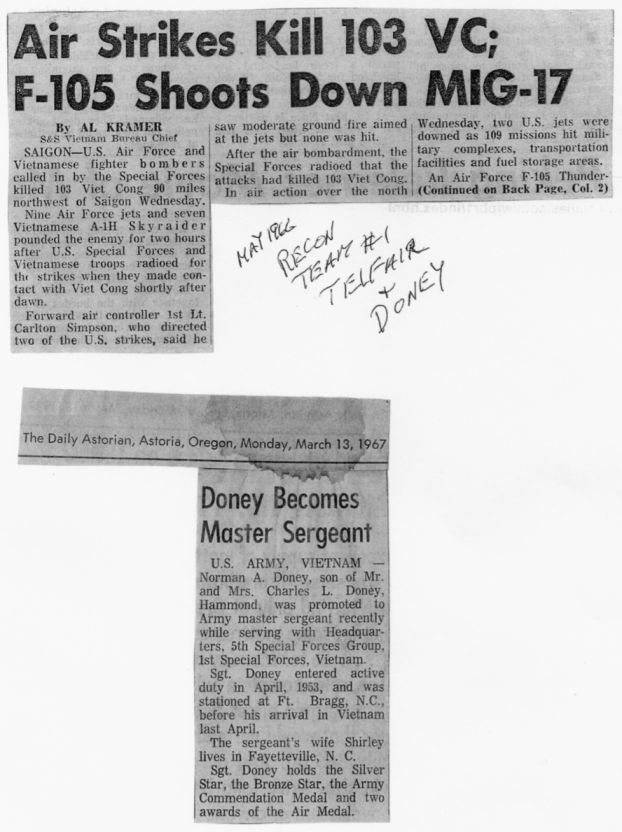 Air Strikes Kill 103 VC;
F-105 Shoots Down MIG-17
By AL KRAMER
S&S Vietnam Bureau Chief
SAIGON—U.S. Air Force and
Vietnamese fighter bombers
called in by the Special Forces
killed 103 Viet Cong 90 miles
northwest of Saigon Wednesday.
Nine Air Force jets and seven
Vietnamese A-1H Skyraider
pounded the enemy for two hours
after U.S. Special Forces and
Vietnamese troops radioed for
the strikes when they made con-
tact with Viet Cong shortly after
dawn.
Forward air controller 1st Lt.
Carlton Simpson, who directed
two of the U.S. strikes, said he
saw moderate ground fire aimed
at the jets but none was hit.
After the air bombardment, the
Special Forces radioed that the
attacks had killed 103 Viet Cong.
In air action over the north
Wednesday, two U.S. jets were
downed as 109 missions hit mili-
tary complexes, transportation
facilities and fuel storage areas.
An Air Force F-105 Thunder-
(Continued on Back Page, Col. 2)
MAY 1966
RECON
TEAM #1
TELFAIR
+
DONEY
The Daily Astorian, Astoria, Oregon, Monday, March 13, 1967
Doney Becomes
Master Sergeant
U.S. ARMY, VIETNAM —
Norman A. Doney, son of Mr.
and Mrs. Charles L. Doney,
Hammond, was promoted to
Army master sergeant recently
while serving with Headquar-
ters, 5th Special Forces Group,
1st Special Forces, Vietnam.
Sgt. Doney entered active
duty in April, 1953, and was
stationed at Ft. Bragg, N.C.,
before his arrival in Vietnam
last April.
The sergeant's wife Shirley
lives in Fayetteville, N. C.
Sgt. Doney holds the Silver
Star, the Bronze Star, the Army
Commendation Medal and two
awards of the Air Medal.